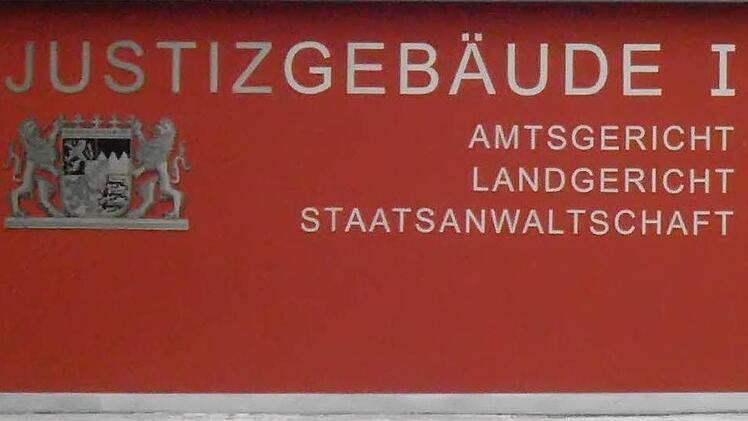 JUSTIZGEBÄUDE I
AMTSGERICHT
LANDGERICHT
STAATSANWALTSCHAFT